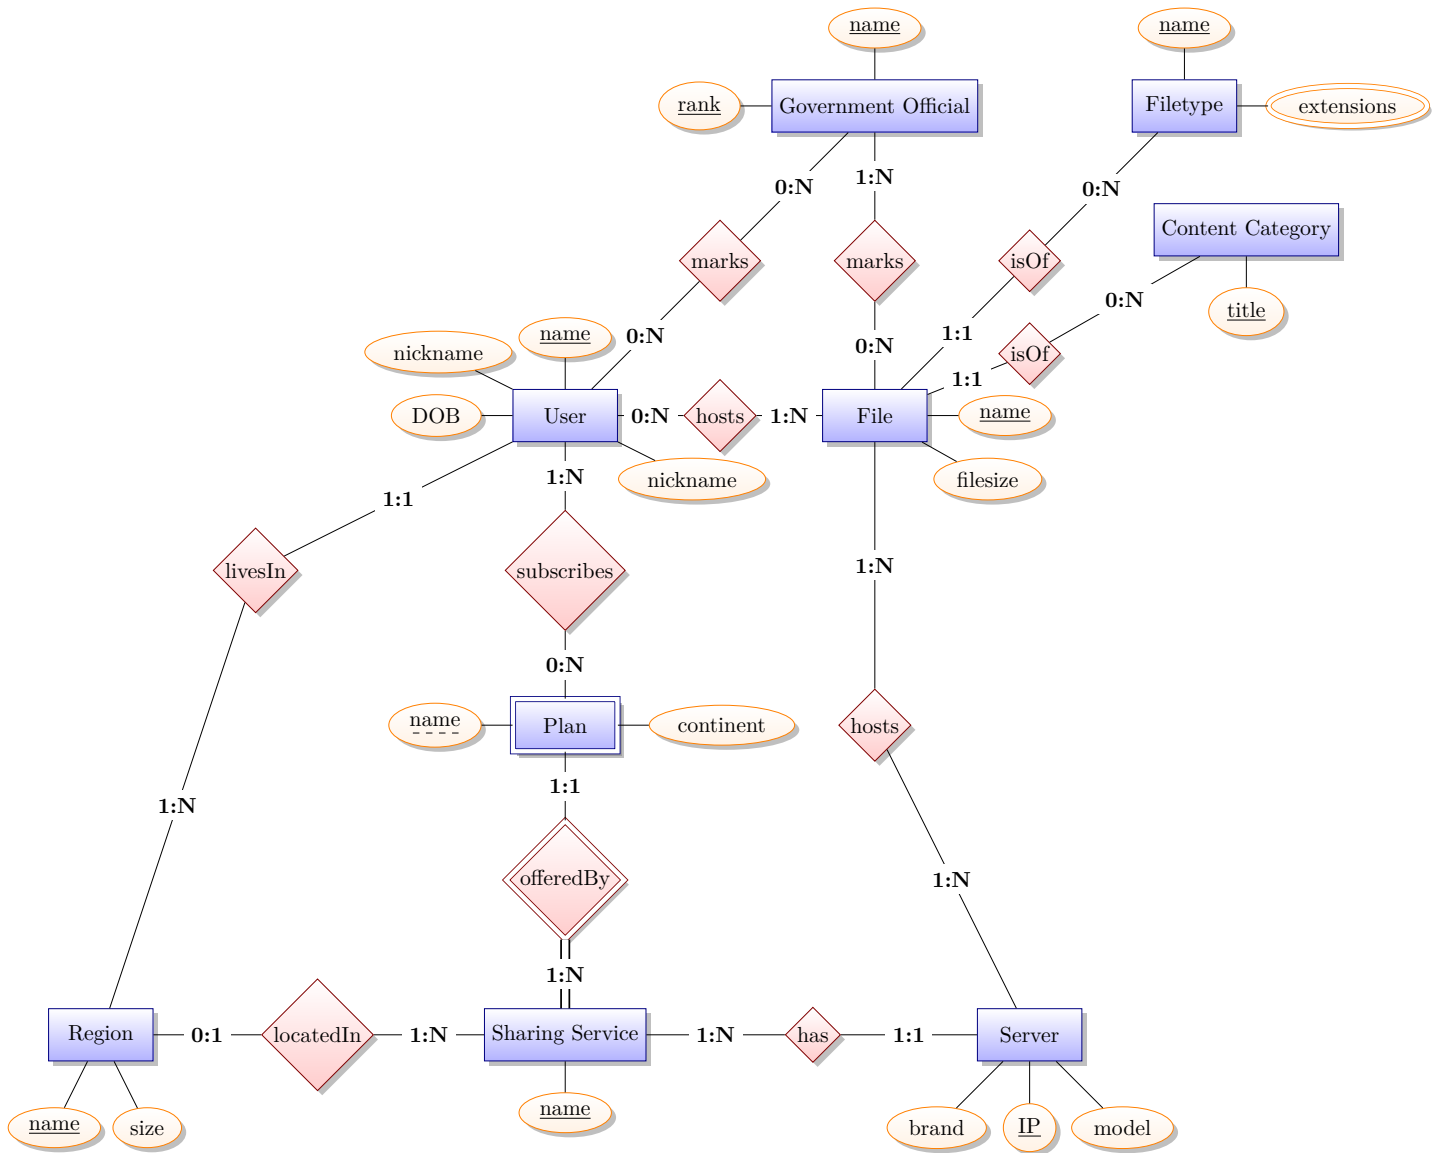 name
name
rank
Government Official
Filetype
extensions
0:N
1:N
0:N
Content Category
marks
marks
isOf
0:N
title
nickname
name
0:N
0:N
1:1
isOf
1:1
DOB
User
0:N
hosts
1:N
File
name
1:N
nickname
filesize
1:1
livesIn
subscribes
1:N
0:N
name
Plan
continent
hosts
1:1
1:N
offeredBy
1:N
1:N
Region
0:1
locatedIn
1:N
Sharing Service
1:N
has
1:1
Server
name
size
name
brand
IP
model